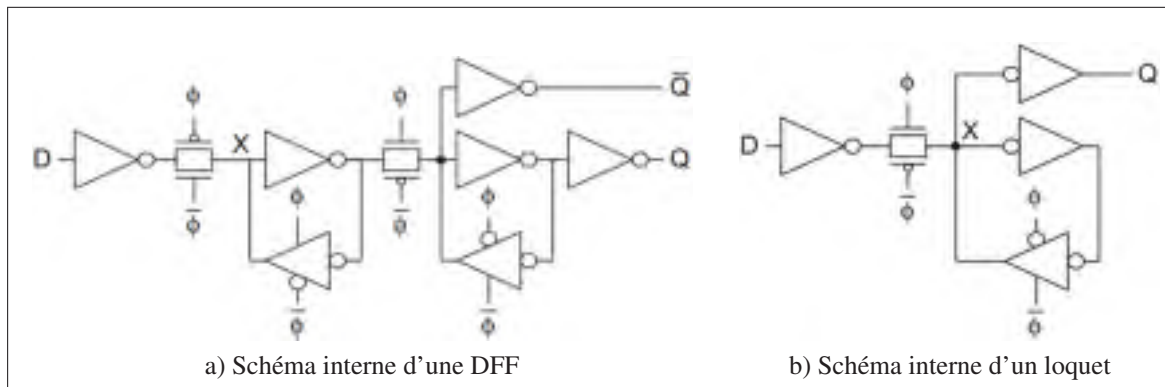 ϕ ϕ Q̄
D X Q
ϕ̄ ϕ ϕ̄ ϕ
ϕ̄ ϕ̄
a) Schéma interne d’une DFF
ϕ Q
D X
ϕ̄ ϕ
ϕ̄
b) Schéma interne d’un loquet